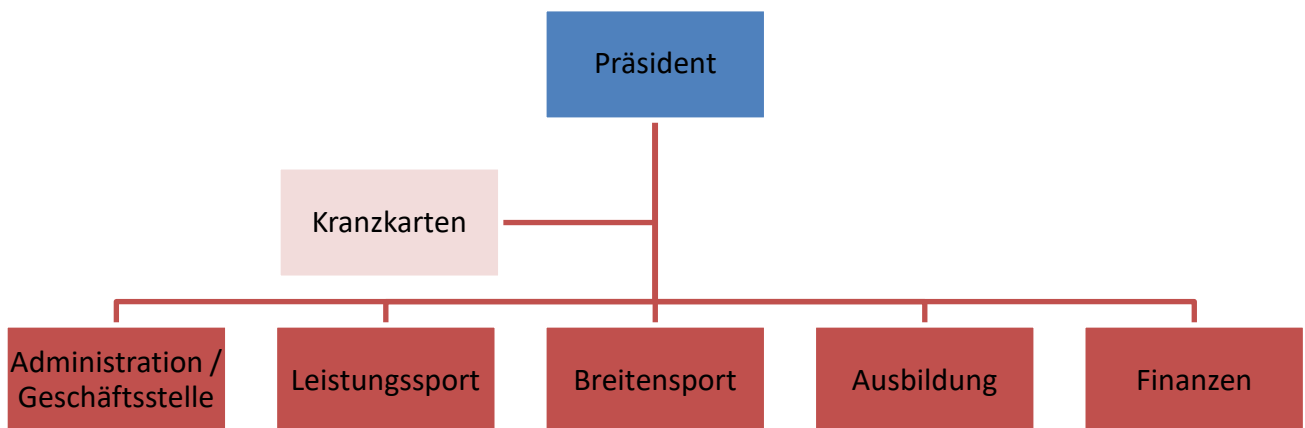 Präsident
Kranzkarten
Administration /
Geschäftsstelle
Leistungssport
Breitensport
Ausbildung
Finanzen